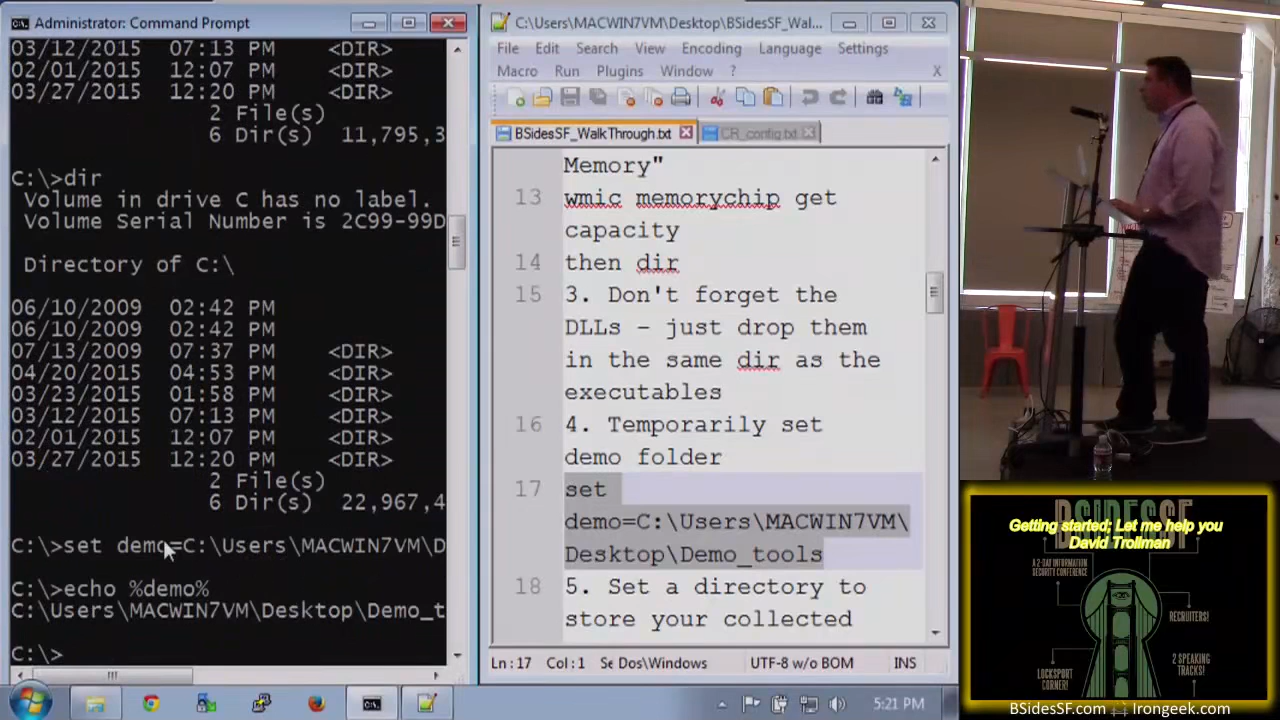 Administrator: Command Prompt
03/12/2015 07:13 PM <DIR>
02/01/2015 12:07 PM <DIR>
03/27/2015 12:20 PM <DIR>
2 File(s)
6 Dir(s) 11,795,3
C:\>dir
Volume in drive C has no label.
Volume Serial Number is 2C99-99D
Directory of C:\
06/10/2009 02:42 PM
06/10/2009 02:42 PM
07/13/2009 07:37 PM <DIR>
04/20/2015 04:53 PM <DIR>
03/23/2015 01:58 PM <DIR>
03/12/2015 07:13 PM <DIR>
02/01/2015 12:07 PM <DIR>
03/27/2015 12:20 PM <DIR>
2 File(s)
6 Dir(s) 22,967,4
C:\>set demo=C:\Users\MACWIN7VM\D
C:\>echo %demo%
C:\Users\MACWIN7VM\Desktop\Demo_t
C:\>
C:\Users\MACWIN7VM\Desktop\BSidesSF_Wal...
File Edit Search View Encoding Language Settings
Macro Run Plugins Window ? X
BSidesSF_WalkThrough.txt CR_config.txt
Memory"
13 wmic memorychip get
capacity
14 then dir
15 3. Don't forget the
DLLs - just drop them
in the same dir as the
executables
16 4. Temporarily set
demo folder
17 set
demo=C:\Users\MACWIN7VM\
Desktop\Demo_tools
18 5. Set a directory to
store your collected
Ln:17 Col:1 Se Dos\Windows UTF-8 w/o BOM INS
5:21 PM
BSIDESSF
Getting started; Let me help you
David Trollman
A 2-DAY INFORMATION
SECURITY CONFERENCE
RECRUITERS!
LOCKSPORT
CORNER!
2 SPEAKING
TRACKS!
BSidesSF.com Irongeek.com